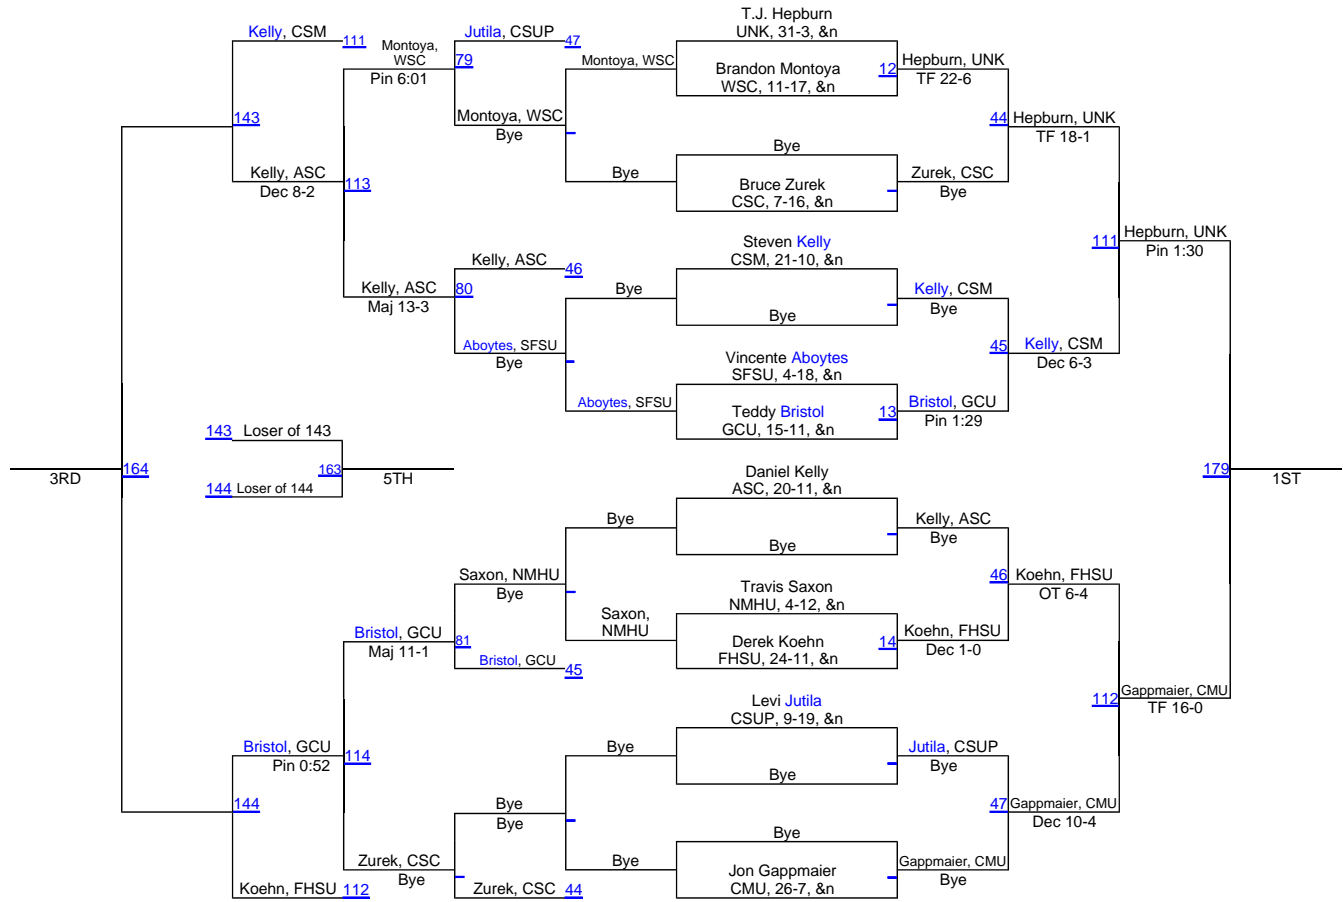 T.J. Hepburn
UNK, 31-3, &n
Kelly, CSM 111
Montoya,
WSC
Pin 6:01
Jutila, CSUP 47
79
Montoya, WSC
Brandon Montoya
WSC, 11-17, &n
12
Hepburn, UNK
TF 22-6
Montoya, WSC
Bye
143
44
Hepburn, UNK
TF 18-1
Bye
Kelly, ASC
Dec 8-2
113
Bye
Bruce Zurek
CSC, 7-16, &n
Zurek, CSC
Bye
Steven Kelly
CSM, 21-10, &n
111
Hepburn, UNK
Pin 1:30
Kelly, ASC 46
Kelly, ASC
Maj 13-3
80
Bye
Bye
Kelly, CSM
Bye
Aboytes, SFSU
Bye
45
Kelly, CSM
Dec 6-3
Vincente Aboytes
SFSU, 4-18, &n
Aboytes, SFSU
Teddy Bristol
GCU, 15-11, &n
13
Bristol, GCU
Pin 1:29
143 Loser of 143
3RD
164
163
5TH
144 Loser of 144
Daniel Kelly
ASC, 20-11, &n
179
1ST
Bye
Bye
Kelly, ASC
Bye
Saxon, NMHU
Bye
46
Koehn, FHSU
OT 6-4
Travis Saxon
NMHU, 4-12, &n
Saxon,
NMHU
Derek Koehn
FHSU, 24-11, &n
14
Koehn, FHSU
Dec 1-0
Bristol, GCU
Maj 11-1
81
Bristol, GCU 45
Levi Jutila
CSUP, 9-19, &n
112
Gappmaier, CMU
TF 16-0
Bristol, GCU
Pin 0:52
114
Bye
Bye
Jutila, CSUP
Bye
144
Bye
Bye
47
Gappmaier, CMU
Dec 10-4
Bye
Zurek, CSC
Bye
Bye
Jon Gappmaier
CMU, 26-7, &n
Gappmaier, CMU
Bye
Koehn, FHSU 112
Zurek, CSC 44